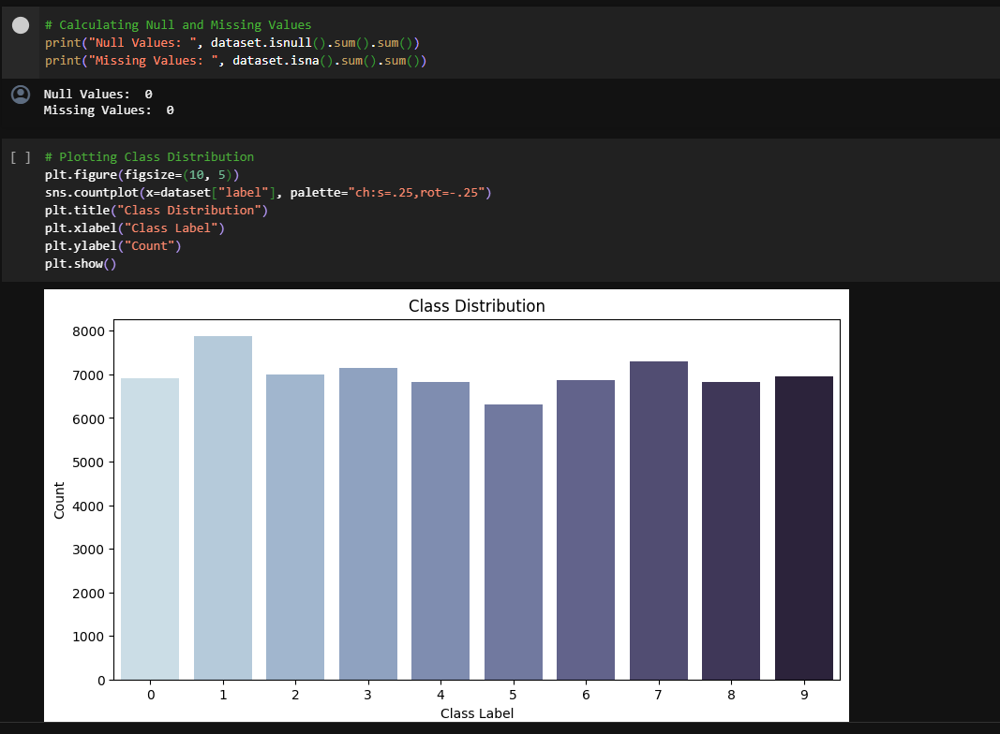 # Calculating Null and Missing Values
print("Null Values: ", dataset.isnull().sum().sum())
print("Missing Values: ", dataset.isna().sum().sum())
Null Values:  0
Missing Values:  0
[ ] # Plotting Class Distribution
plt.figure(figsize=(10, 5))
sns.countplot(x=dataset["label"], palette="ch:s=.25,rot=-.25")
plt.title("Class Distribution")
plt.xlabel("Class Label")
plt.ylabel("Count")
plt.show()
Class Distribution
8000
7000
6000
5000
4000
3000
2000
1000
0
Count
0 1 2 3 4 5 6 7 8 9
Class Label